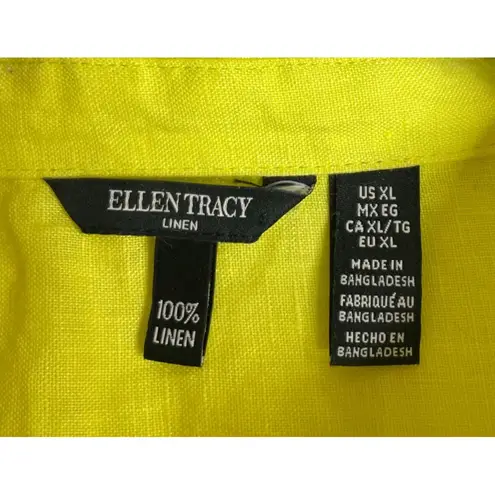 ELLEN TRACY
LINEN
100%
LINEN
US XL
MX EG
CA XL/TG
EU XL
MADE IN
BANGLADESH
FABRIQUÉ AU
BANGLADESH
HECHO EN
BANGLADESH